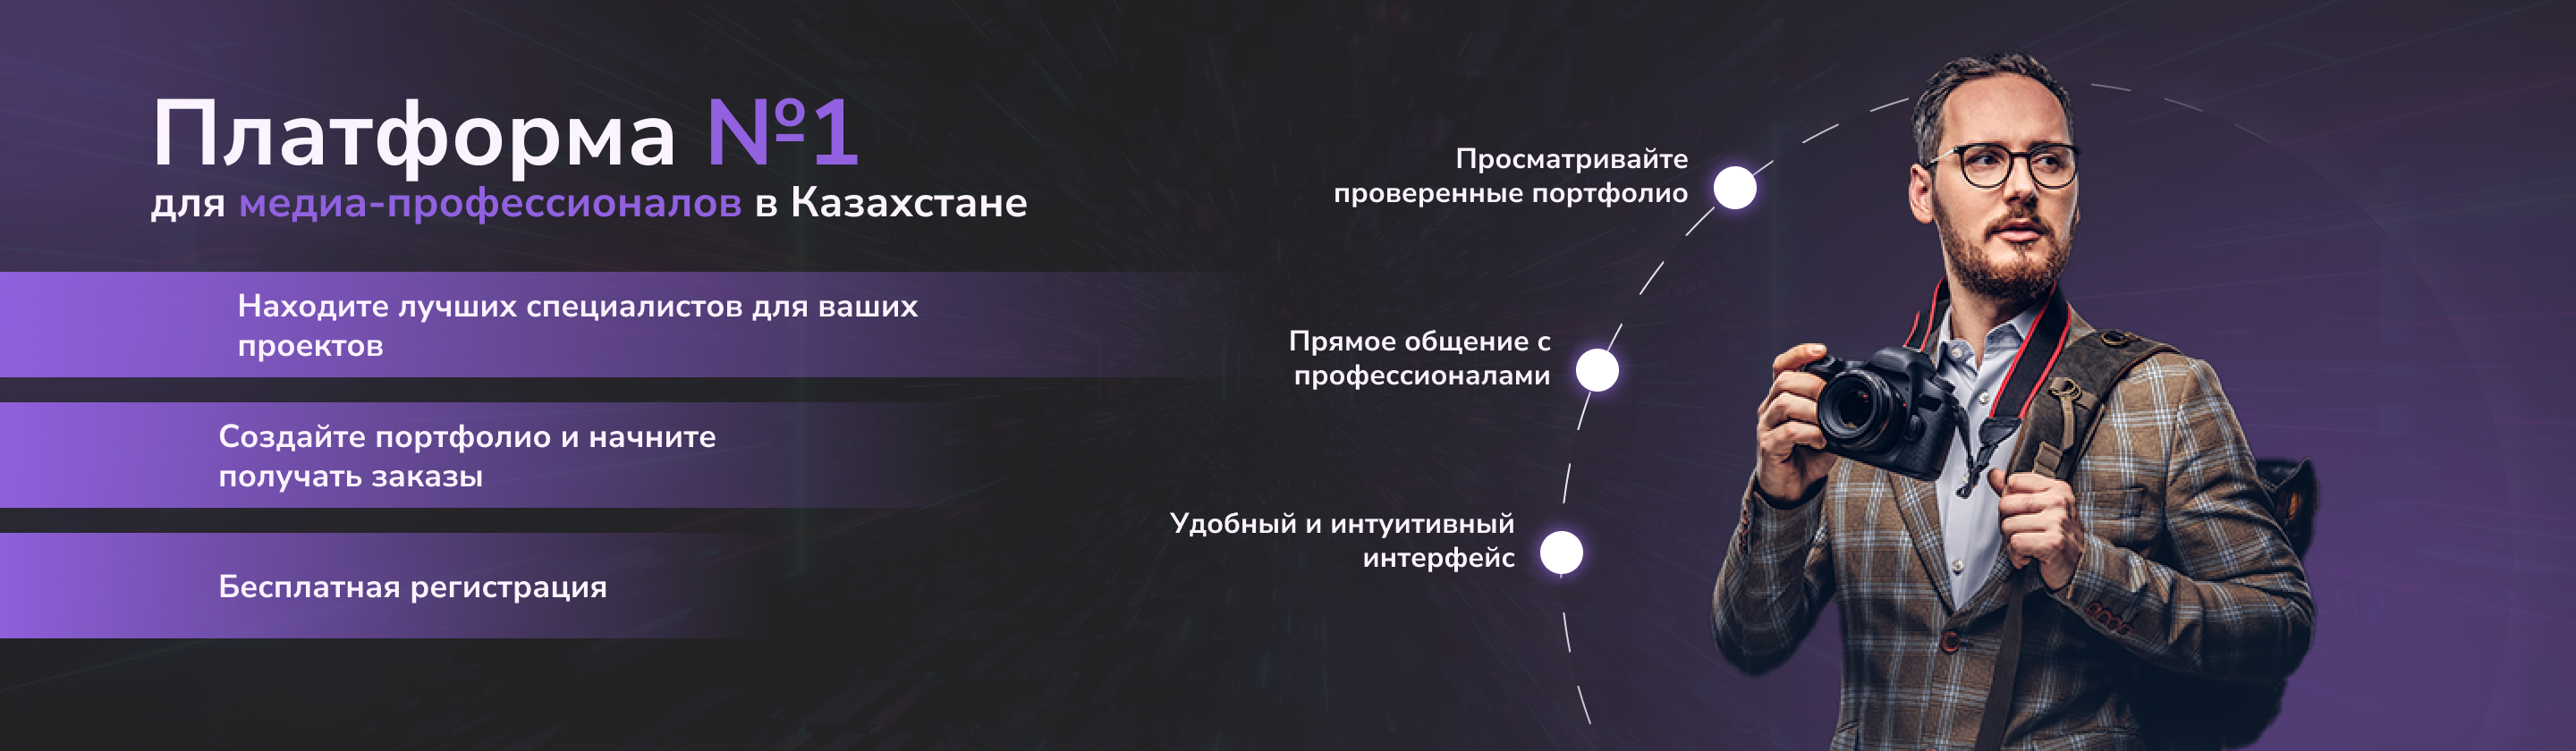 Платформа №1
для медиа-профессионалов в Казахстане
Находите лучших специалистов для ваших
проектов
Создайте портфолио и начните
получать заказы
Бесплатная регистрация
Просматривайте
проверенные портфолио
Прямое общение с
профессионалами
Удобный и интуитивный
интерфейс